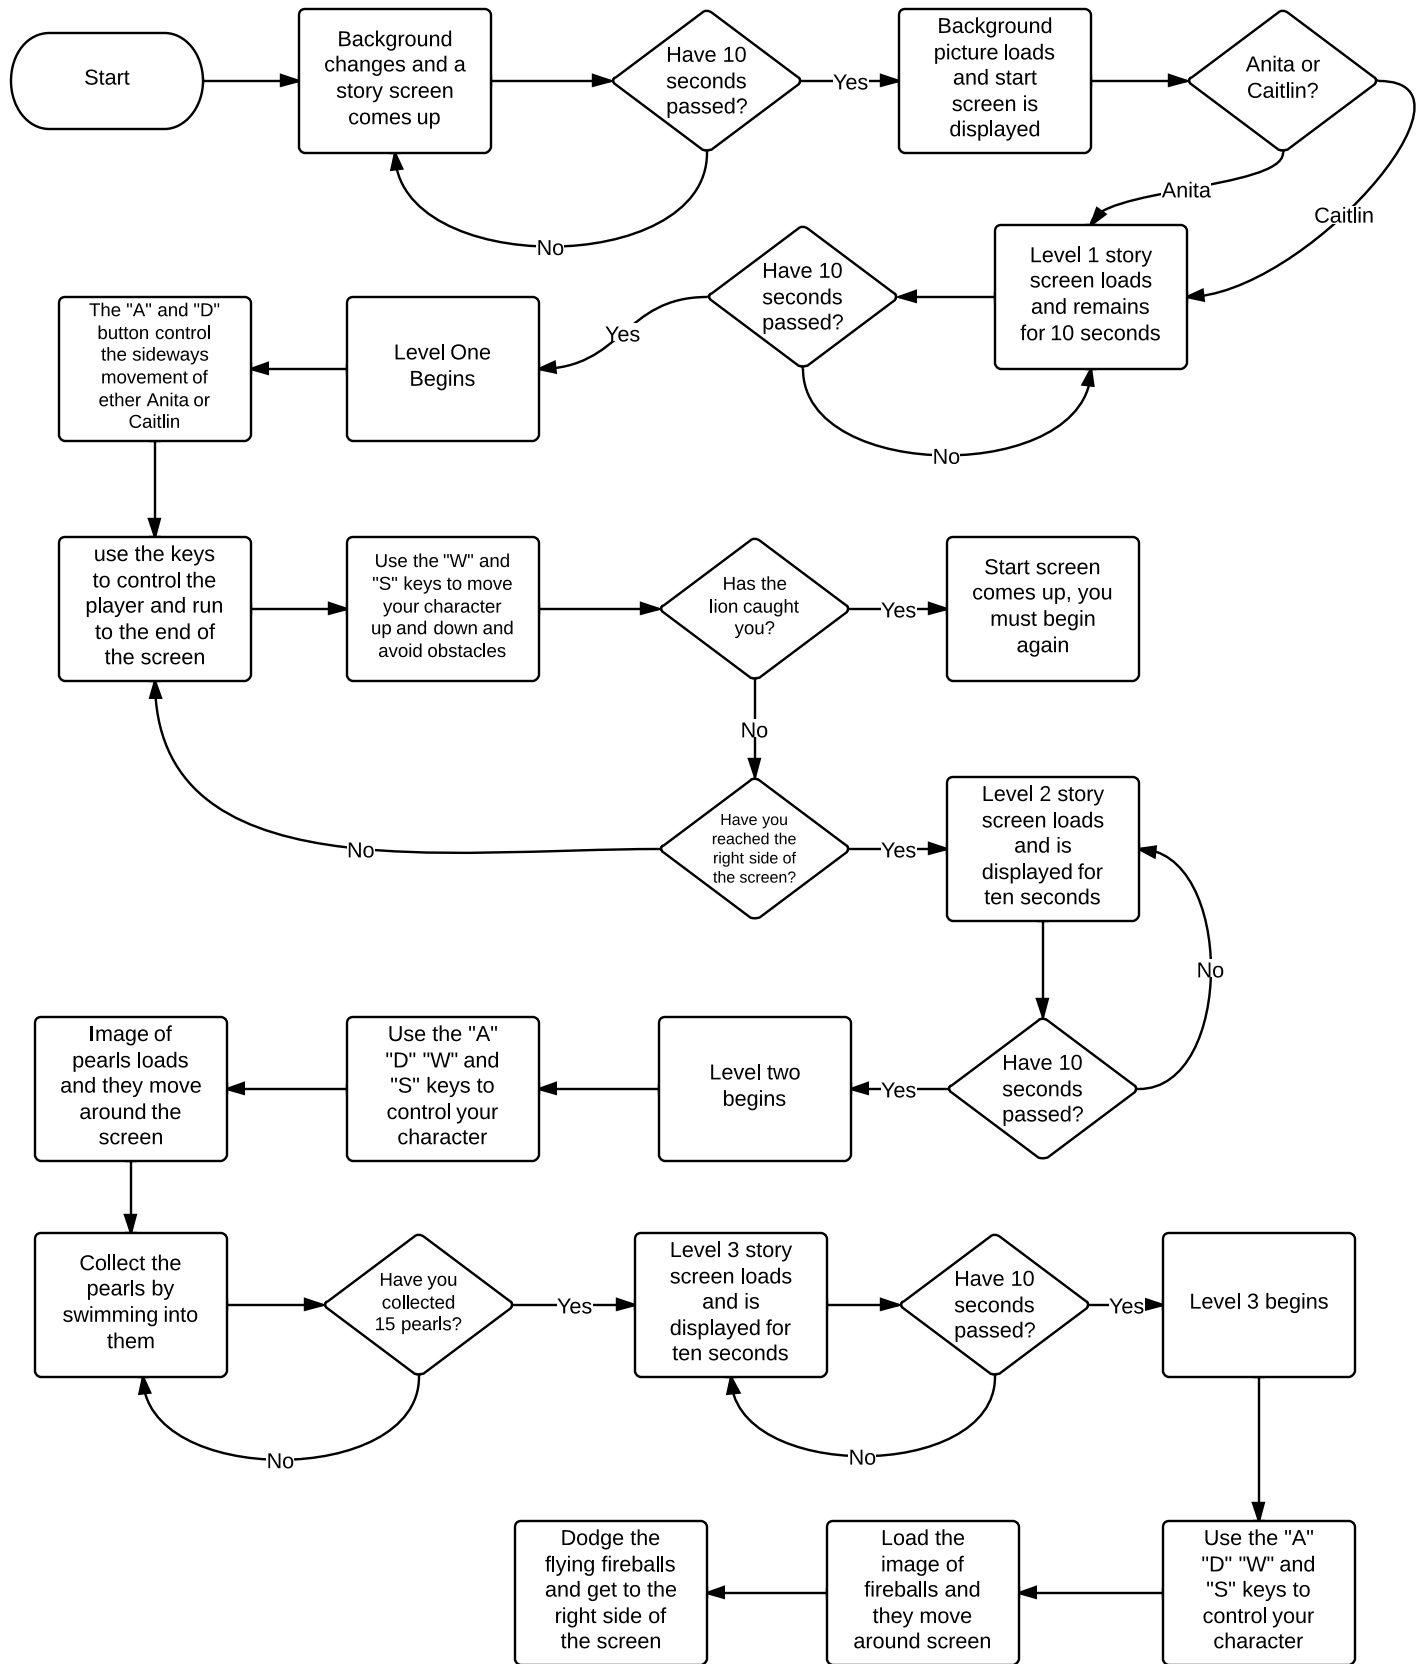 Start
Background
changes and a
story screen
comes up
Have 10
seconds
passed?
Yes
No
Background
picture loads
and start
screen is
displayed
Anita or
Caitlin?
Anita
Caitlin
Level 1 story
screen loads
and remains
for 10 seconds
Have 10
seconds
passed?
Yes
No
Level One
Begins
The "A" and "D"
button control
the sideways
movement of
ether Anita or
Caitlin
use the keys
to control the
player and run
to the end of
the screen
Use the "W" and
"S" keys to move
your character
up and down and
avoid obstacles
Has the
lion caught
you?
Yes
Start screen
comes up, you
must begin
again
No
Have you
reached the
right side of
the screen?
No
Yes
Level 2 story
screen loads
and is
displayed for
ten seconds
No
Have 10
seconds
passed?
Yes
Level two
begins
Use the "A"
"D" "W" and
"S" keys to
control your
character
Image of
pearls loads
and they move
around the
screen
Collect the
pearls by
swimming into
them
Have you
collected
15 pearls?
No
Yes
Level 3 story
screen loads
and is
displayed for
ten seconds
Have 10
seconds
passed?
No
Yes
Level 3 begins
Use the "A"
"D" "W" and
"S" keys to
control your
character
Load the
image of
fireballs and
they move
around screen
Dodge the
flying fireballs
and get to the
right side of
the screen